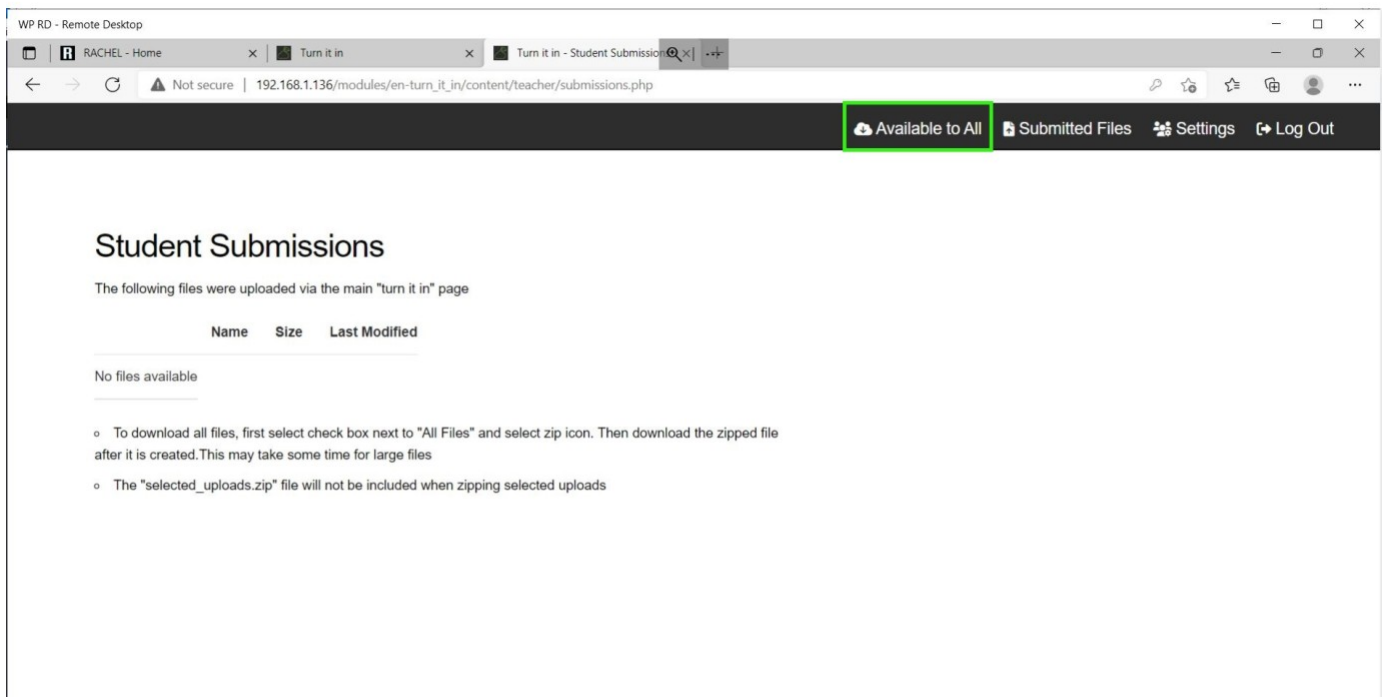 WP RD - Remote Desktop
RACHEL - Home
Turn it in
Turn it in - Student Submission
Not secure | 192.168.1.136/modules/en-turn_it_in/content/teacher/submissions.php
Available to All Submitted Files Settings Log Out
Student Submissions
The following files were uploaded via the main "turn it in" page
Name Size Last Modified
No files available
To download all files, first select check box next to "All Files" and select zip icon. Then download the zipped file
after it is created.This may take some time for large files
The "selected_uploads.zip" file will not be included when zipping selected uploads